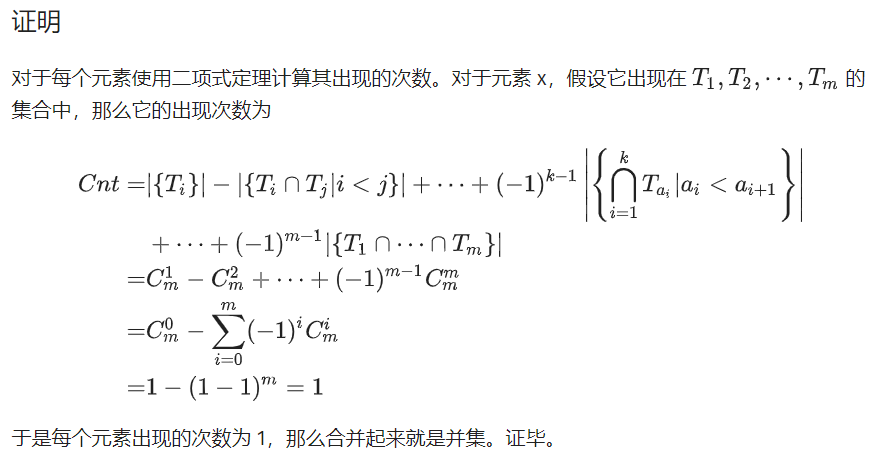 证明
对于每个元素使用二项式定理计算其出现的次数。对于元素 x，假设它出现在 $T_1, T_2, \cdots, T_m$ 的
集合中，那么它的出现次数为
$Cnt = |\{T_i\}| - |\{T_i \cap T_j | i < j\}| + \cdots + (-1)^{k-1} \left| \left\{ \bigcap_{i=1}^{k} T_{a_i} | a_i < a_{i+1} \right\} \right|$
$+ \cdots + (-1)^{m-1} |\{T_1 \cap \cdots \cap T_m\}|$
$= C_m^1 - C_m^2 + \cdots + (-1)^{m-1} C_m^m$
$= C_m^0 - \sum_{i=0}^{m} (-1)^i C_m^i$
$= 1 - (1 - 1)^m = 1$
于是每个元素出现的次数为 1，那么合并起来就是并集。证毕。